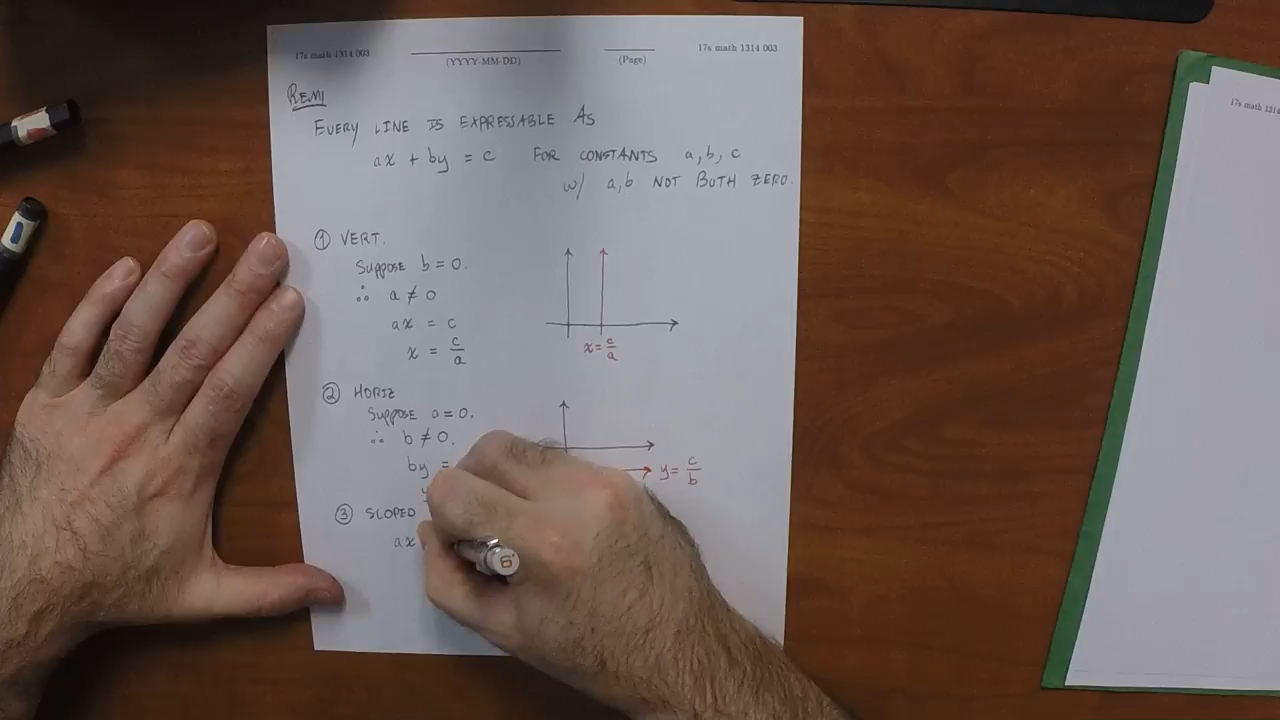 17s math 1314 003 (YYYY-MM-DD) (Page) 17s math 1314 003
REM
EVERY LINE IS EXPRESSABLE AS
ax + by = c FOR CONSTANTS a, b, c
w/ a,b NOT BOTH ZERO.
① VERT.
Suppose b = 0.
∴ a ≠ 0
ax = c
x = c/a
x = c/a
② HORIZ
Suppose a = 0.
∴ b ≠ 0.
by =
y
y = c/b
③ SLOPED
ax
17s math 1314